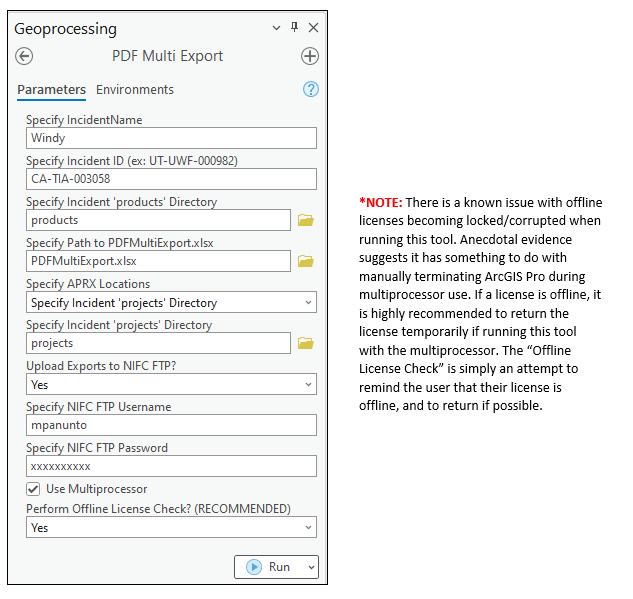 Geoprocessing
PDF Multi Export
Parameters Environments
Specify IncidentName
Windy
Specify Incident ID (ex: UT-UWF-000982)
CA-TIA-003058
Specify Incident 'products' Directory
products
Specify Path to PDFMultiExport.xlsx
PDFMultiExport.xlsx
Specify APRX Locations
Specify Incident 'projects' Directory
Specify Incident 'projects' Directory
projects
Upload Exports to NIFC FTP?
Yes
Specify NIFC FTP Username
mpanunto
Specify NIFC FTP Password
xxxxxxxxxx
Use Multiprocessor
Perform Offline License Check? (RECOMMENDED)
Yes
Run
*NOTE: There is a known issue with offline
licenses becoming locked/corrupted when
running this tool. Anecdotal evidence
suggests it has something to do with
manually terminating ArcGIS Pro during
multiprocessor use. If a license is offline, it
is highly recommended to return the
license temporarily if running this tool
with the multiprocessor. The “Offline
License Check” is simply an attempt to
remind the user that their license is
offline, and to return if possible.